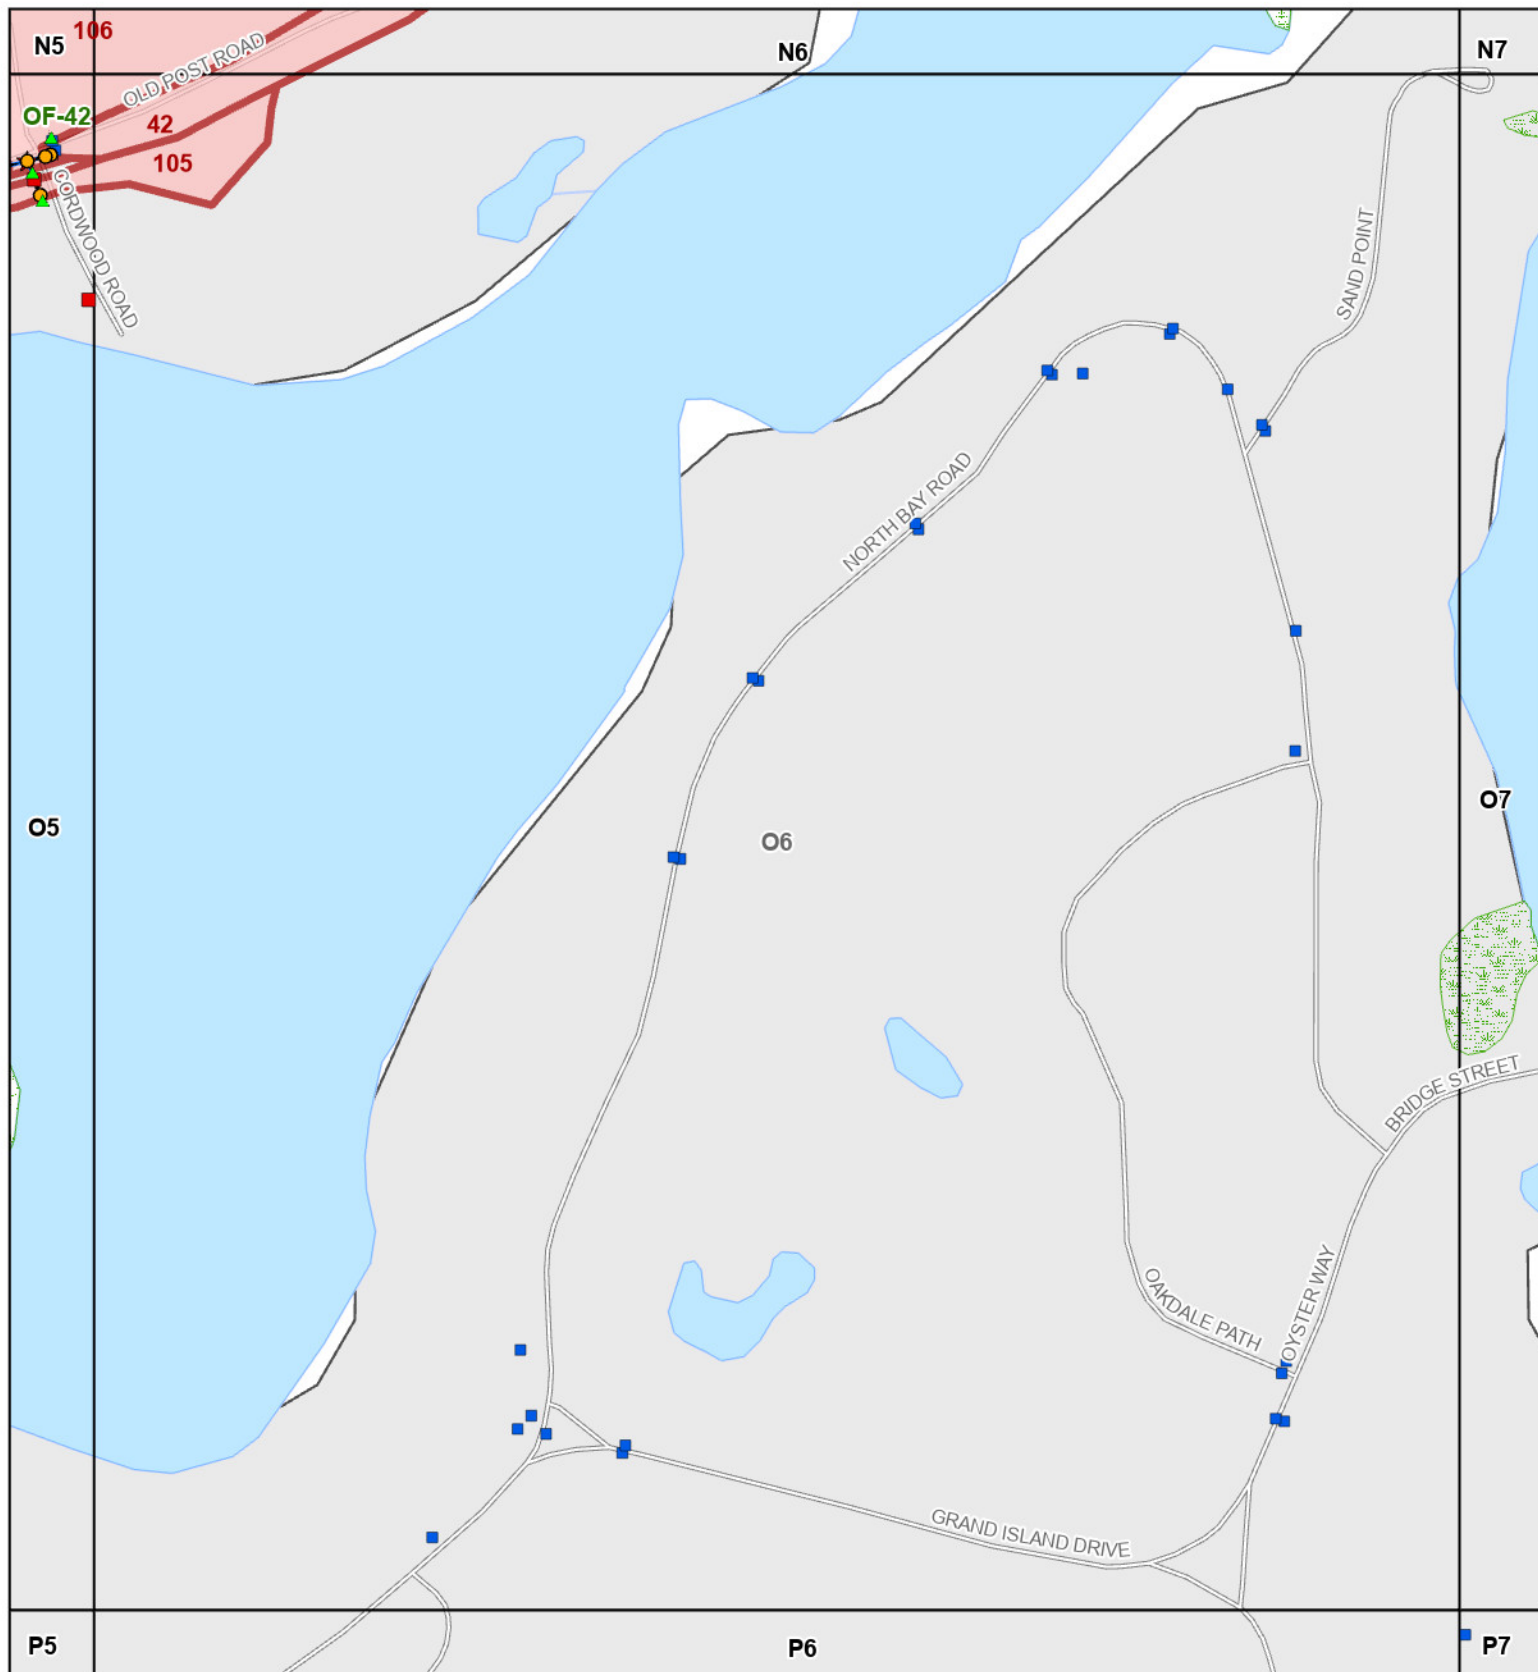 N5
106
OLD POST ROAD
N6
N7
OF-42
42
105
CORDWOOD ROAD
SAND POINT
NORTH BAY ROAD
O5
O6
O7
BRIDGE STREET
OAKDALE PATH
OYSTER WAY
GRAND ISLAND DRIVE
P5
P6
P7